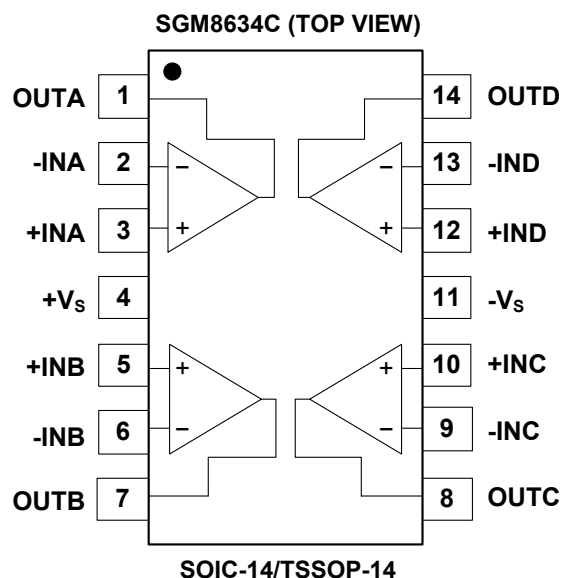 SGM8634C (TOP VIEW)
OUTA 1 14 OUTD
-INA 2 − − 13 -IND
+INA 3 + + 12 +IND
+VS 4 11 -VS
+INB 5 + + 10 +INC
-INB 6 − − 9 -INC
OUTB 7 8 OUTC
SOIC-14/TSSOP-14